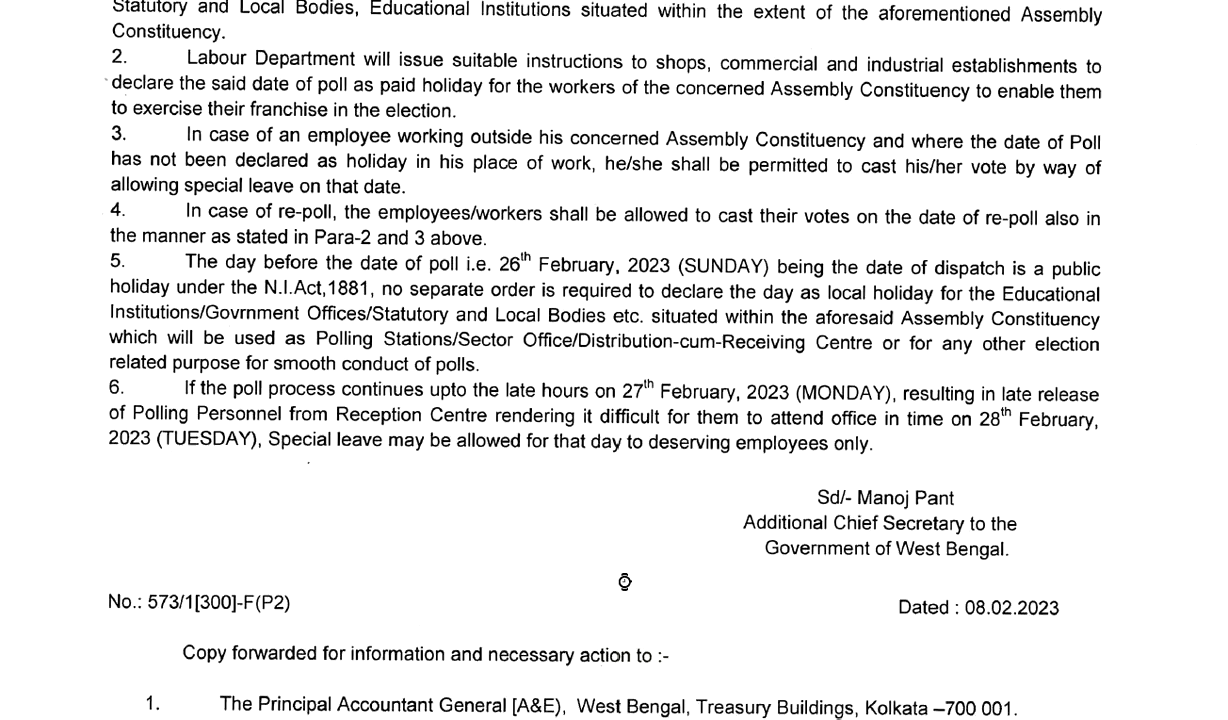 Statutory and Local Bodies, Educational Institutions situated within the extent of the aforementioned Assembly
Constituency.
2. Labour Department will issue suitable instructions to shops, commercial and industrial establishments to
declare the said date of poll as paid holiday for the workers of the concerned Assembly Constituency to enable them
to exercise their franchise in the election.
3. In case of an employee working outside his concerned Assembly Constituency and where the date of Poll
has not been declared as holiday in his place of work, he/she shall be permitted to cast his/her vote by way of
allowing special leave on that date.
4. In case of re-poll, the employees/workers shall be allowed to cast their votes on the date of re-poll also in
the manner as stated in Para-2 and 3 above.
5. The day before the date of poll i.e. 26th February, 2023 (SUNDAY) being the date of dispatch is a public
holiday under the N.I.Act,1881, no separate order is required to declare the day as local holiday for the Educational
Institutions/Govrnment Offices/Statutory and Local Bodies etc. situated within the aforesaid Assembly Constituency
which will be used as Polling Stations/Sector Office/Distribution-cum-Receiving Centre or for any other election
related purpose for smooth conduct of polls.
6. If the poll process continues upto the late hours on 27th February, 2023 (MONDAY), resulting in late release
of Polling Personnel from Reception Centre rendering it difficult for them to attend office in time on 28th February,
2023 (TUESDAY), Special leave may be allowed for that day to deserving employees only.
Sd/- Manoj Pant
Additional Chief Secretary to the
Government of West Bengal.
No.: 573/1[300]-F(P2)
Dated : 08.02.2023
Copy forwarded for information and necessary action to :-
1. The Principal Accountant General [A&E), West Bengal, Treasury Buildings, Kolkata –700 001.